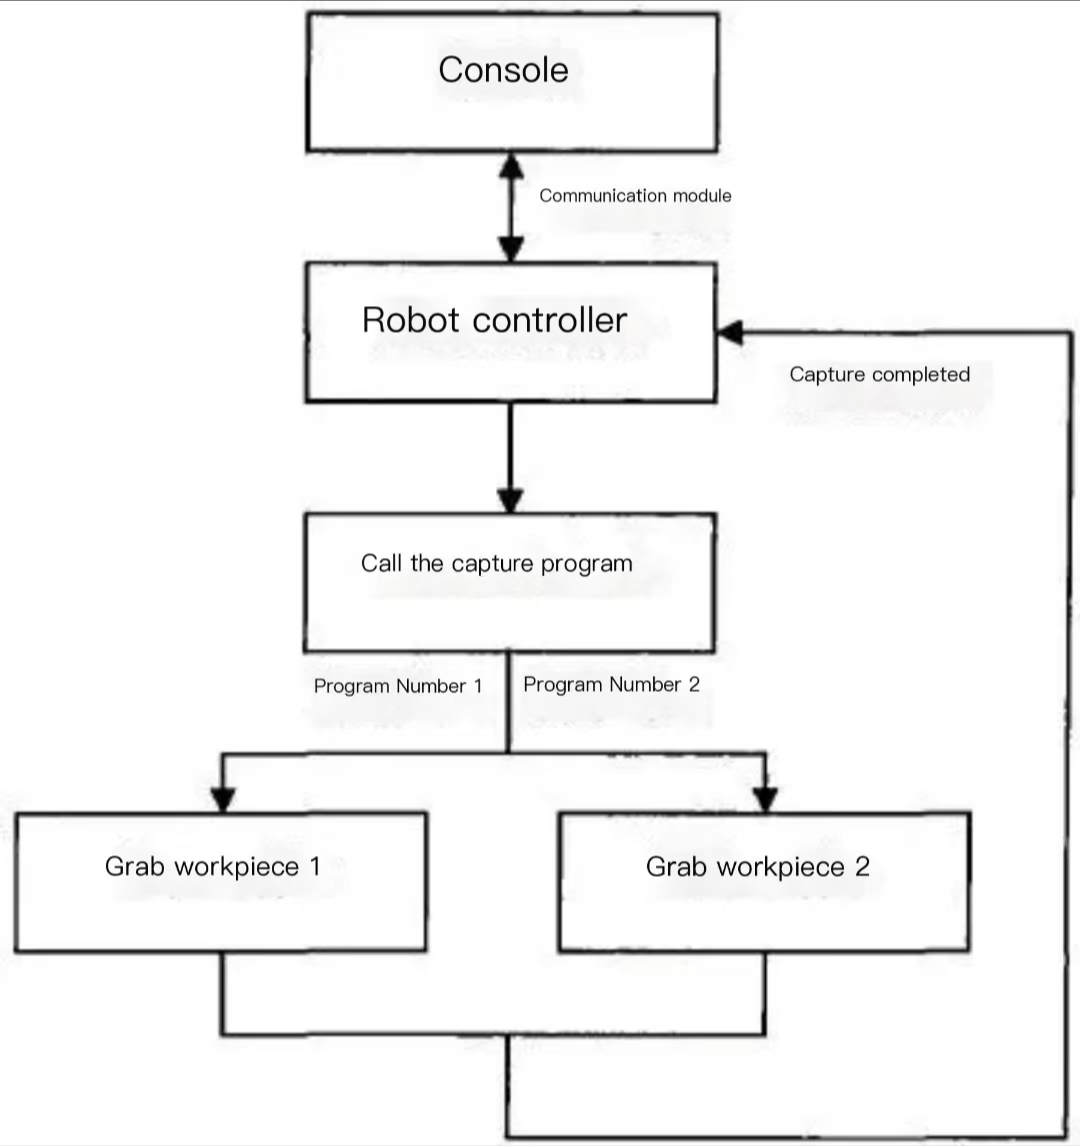 Console
Communication module
Robot controller
Capture completed
Call the capture program
Program Number 1
Program Number 2
Grab workpiece 1
Grab workpiece 2